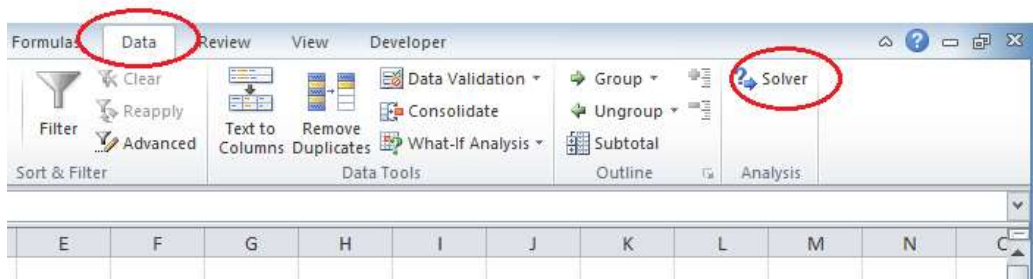 Formulas Data Review View Developer
Clear Data Validation Group Solver
Reapply Consolidate Ungroup
Filter Text to Remove
Advanced Columns Duplicates What-If Analysis Subtotal
Sort & Filter Data Tools Outline Analysis
E F G H I J K L M N